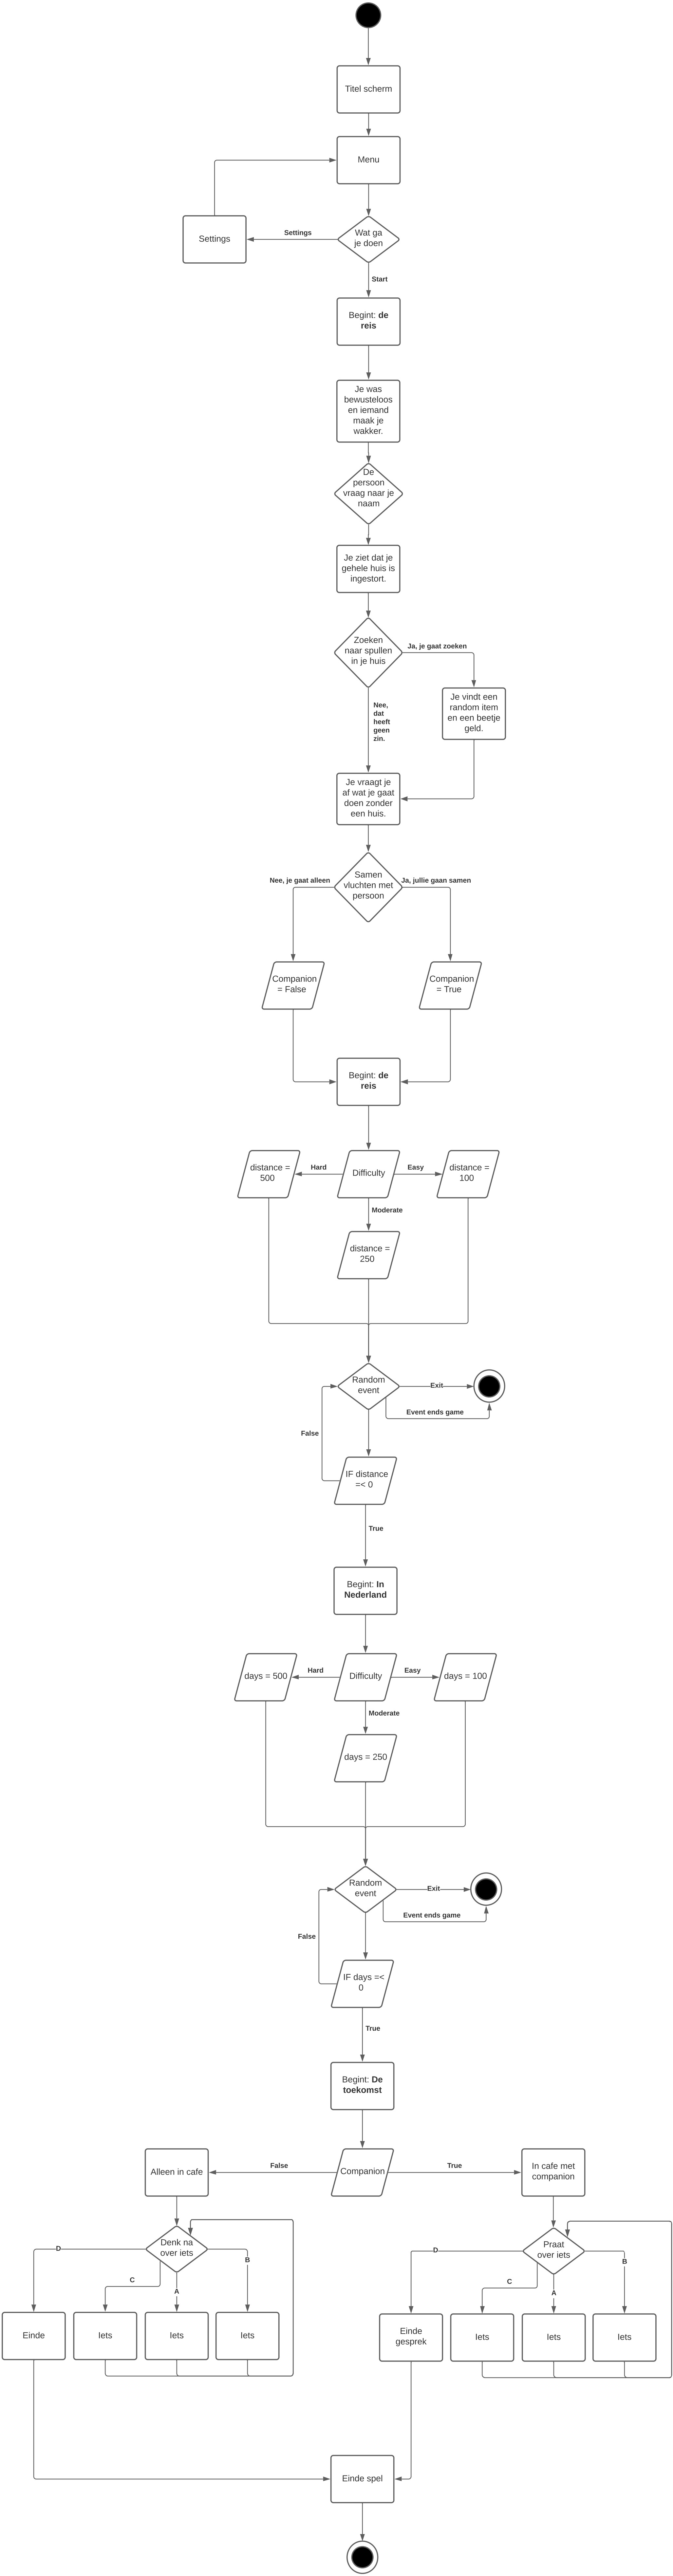 Titel scherm
Menu
Settings
Settings
Wat ga
je doen
Start
Begint: de
reis
Je was
bewusteloos
en iemand
maak je
wakker.
De
persoon
vraag naar je
naam
Je ziet dat je
gehele huis is
ingestort.
Zoeken
naar spullen
in je huis
Ja, je gaat zoeken
Je vindt een
random item
en een beetje
geld.
Nee,
dat
heeft
geen
zin.
Je vraagt je
af wat je gaat
doen zonder
een huis.
Samen
vluchten met
persoon
Nee, je gaat alleen
Ja, jullie gaan samen
Companion
= False
Companion
= True
Begint: de
reis
distance =
500
Hard
Difficulty
Easy
distance =
100
Moderate
distance =
250
Random
event
Exit
Event ends game
False
IF distance
=< 0
True
Begint: In
Nederland
days = 500
Hard
Difficulty
Easy
days = 100
Moderate
days = 250
Random
event
Exit
Event ends game
False
IF days =<
0
True
Begint: De
toekomst
Alleen in cafe
False
Companion
True
In cafe met
companion
Denk na
over iets
D
B
C
A
Einde
Iets
Iets
Iets
Praat
over iets
D
B
C
A
Einde
gesprek
Iets
Iets
Iets
Einde spel